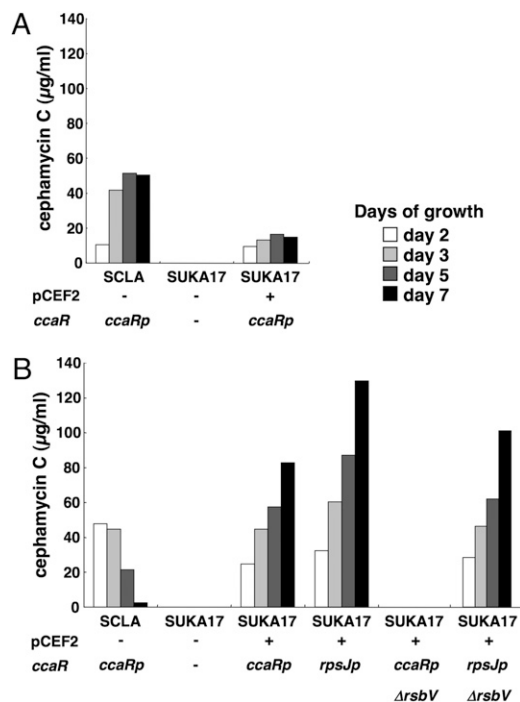 A
cephamycin C (µg/ml)
140
120
100
80
60
40
20
0
SCLA SUKA17 SUKA17
pCEF2 - - +
ccaR ccaRp - ccaRp
Days of growth
day 2
day 3
day 5
day 7
B
cephamycin C (µg/ml)
140
120
100
80
60
40
20
0
SCLA SUKA17 SUKA17 SUKA17 SUKA17 SUKA17
pCEF2 - - + + + +
ccaR ccaRp - ccaRp rpsJp ccaRp rpsJp
ΔrsbV ΔrsbV